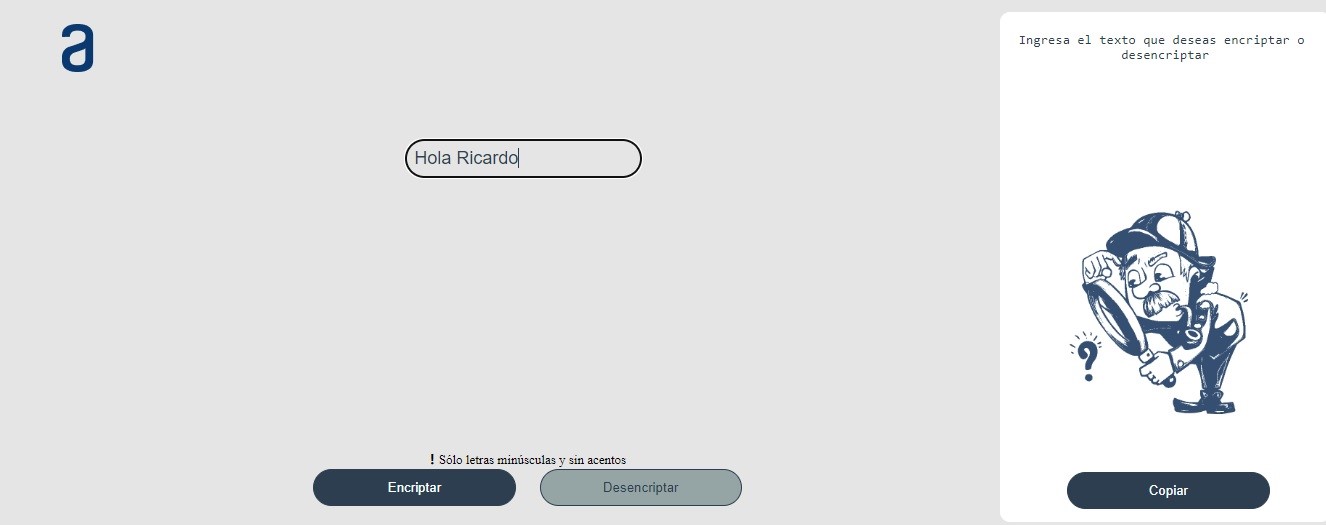 a
Hola Ricardo
! Sólo letras minúsculas y sin acentos
Encriptar
Desencriptar
Ingresa el texto que deseas encriptar o
desencriptar
?
Copiar